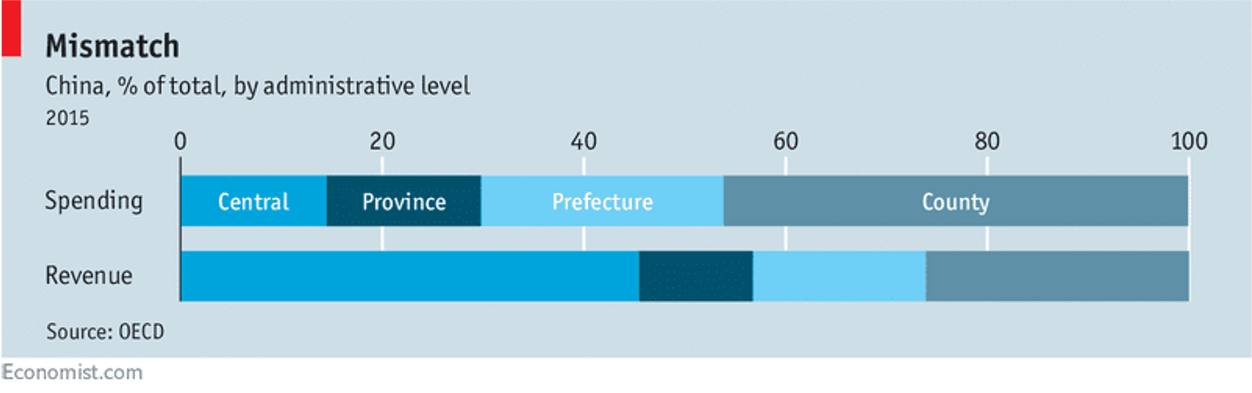 Mismatch
China, % of total, by administrative level
2015
0 20 40 60 80 100
Spending Central Province Prefecture County
Revenue
Source: OECD
Economist.com